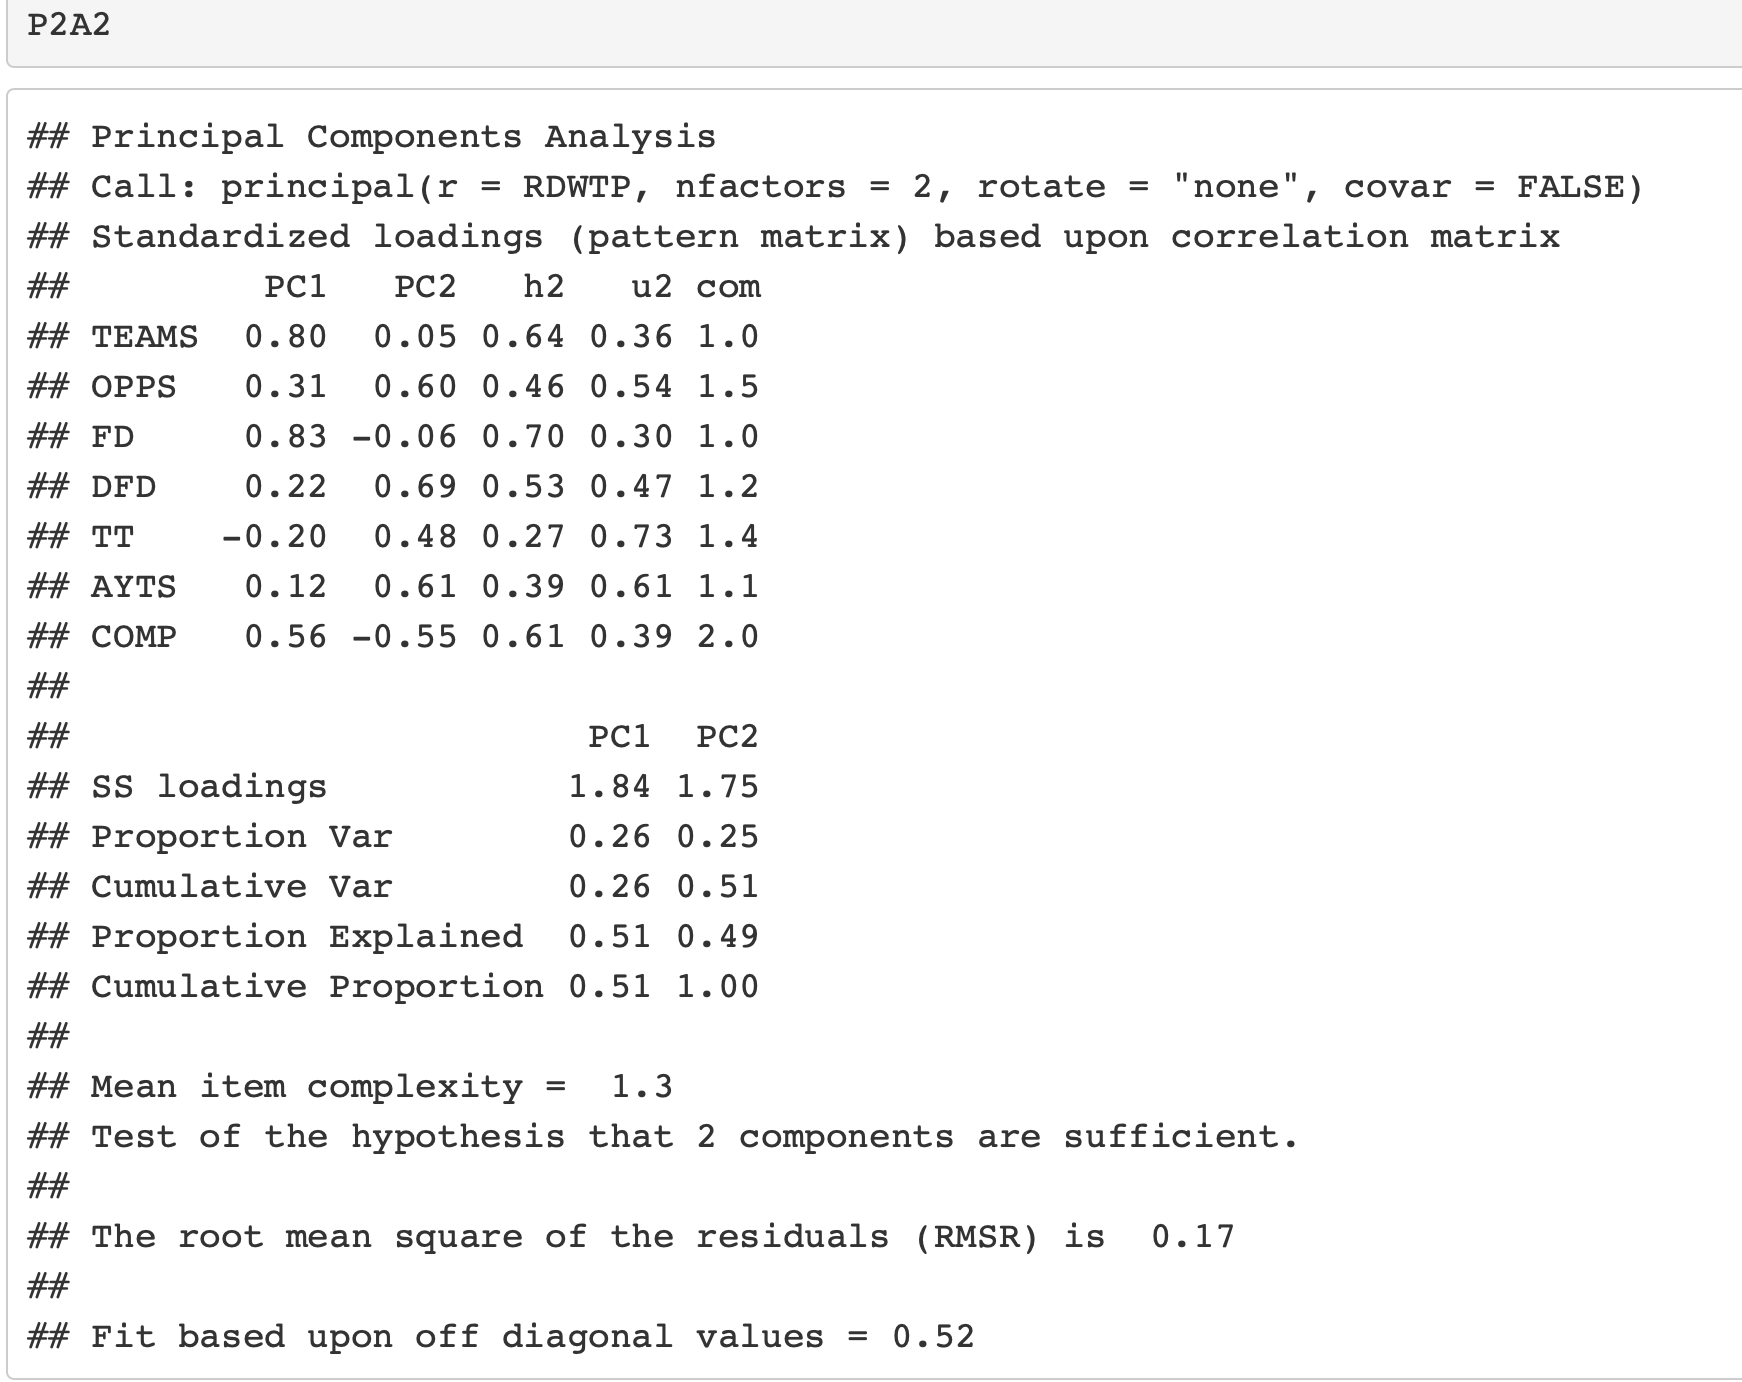 P2A2
## Principal Components Analysis
## Call: principal(r = RDWTP, nfactors = 2, rotate = "none", covar = FALSE)
## Standardized loadings (pattern matrix) based upon correlation matrix
##         PC1   PC2   h2   u2 com
## TEAMS  0.80  0.05 0.64 0.36 1.0
## OPPS   0.31  0.60 0.46 0.54 1.5
## FD     0.83 -0.06 0.70 0.30 1.0
## DFD    0.22  0.69 0.53 0.47 1.2
## TT    -0.20  0.48 0.27 0.73 1.4
## AYTS   0.12  0.61 0.39 0.61 1.1
## COMP   0.56 -0.55 0.61 0.39 2.0
##
##                        PC1  PC2
## SS loadings           1.84 1.75
## Proportion Var        0.26 0.25
## Cumulative Var        0.26 0.51
## Proportion Explained  0.51 0.49
## Cumulative Proportion 0.51 1.00
##
## Mean item complexity =  1.3
## Test of the hypothesis that 2 components are sufficient.
##
## The root mean square of the residuals (RMSR) is  0.17
##
## Fit based upon off diagonal values = 0.52